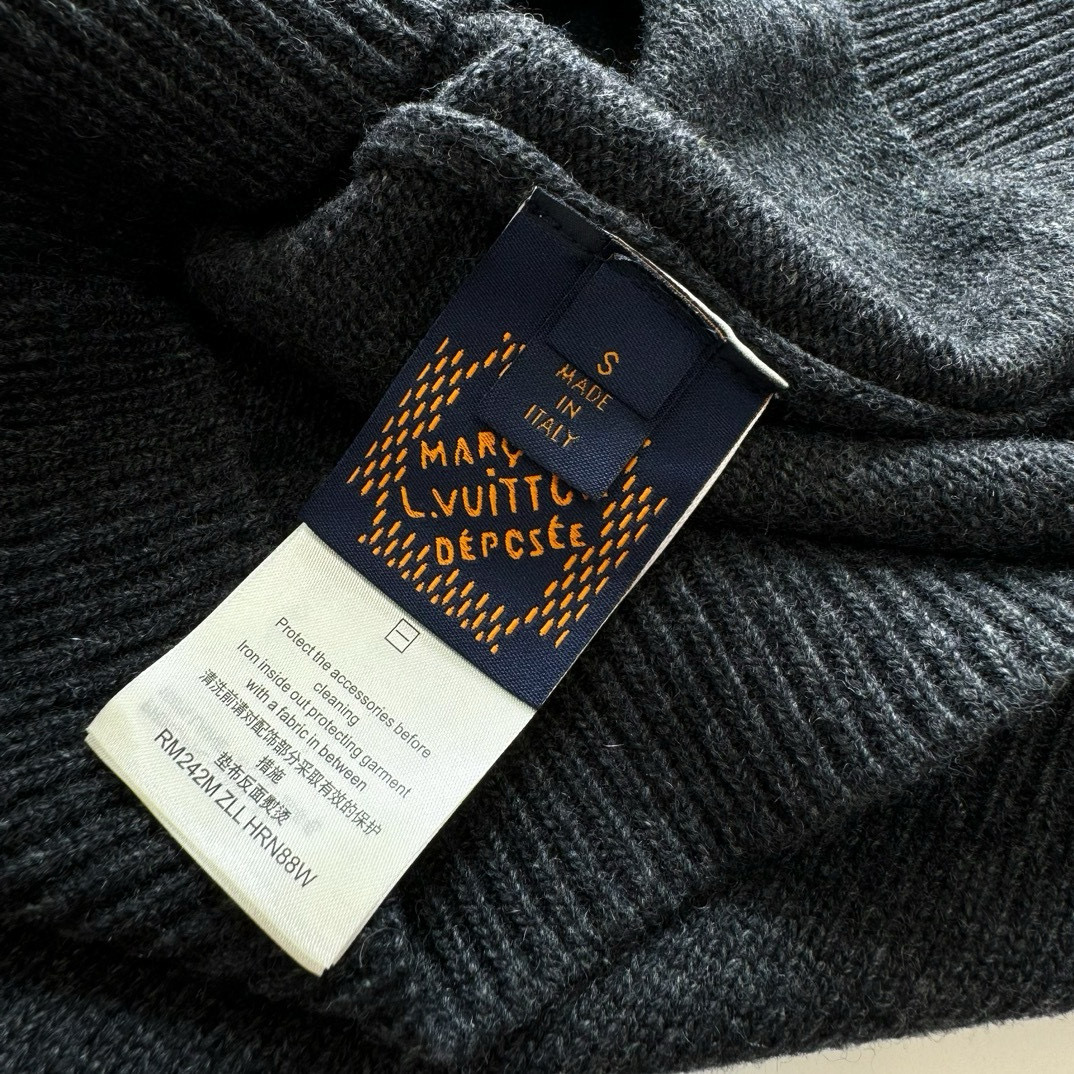 S
MADE
IN
ITALY
MARQ
L.VUiTTO
DÉPOSÉE
Protect the accessories before
cleaning
Iron inside out protecting garment
with a fabric in between
清洗前请对配饰部分采取有效的保护
措施
垫布反面熨烫
RM242M ZLL HRN88W